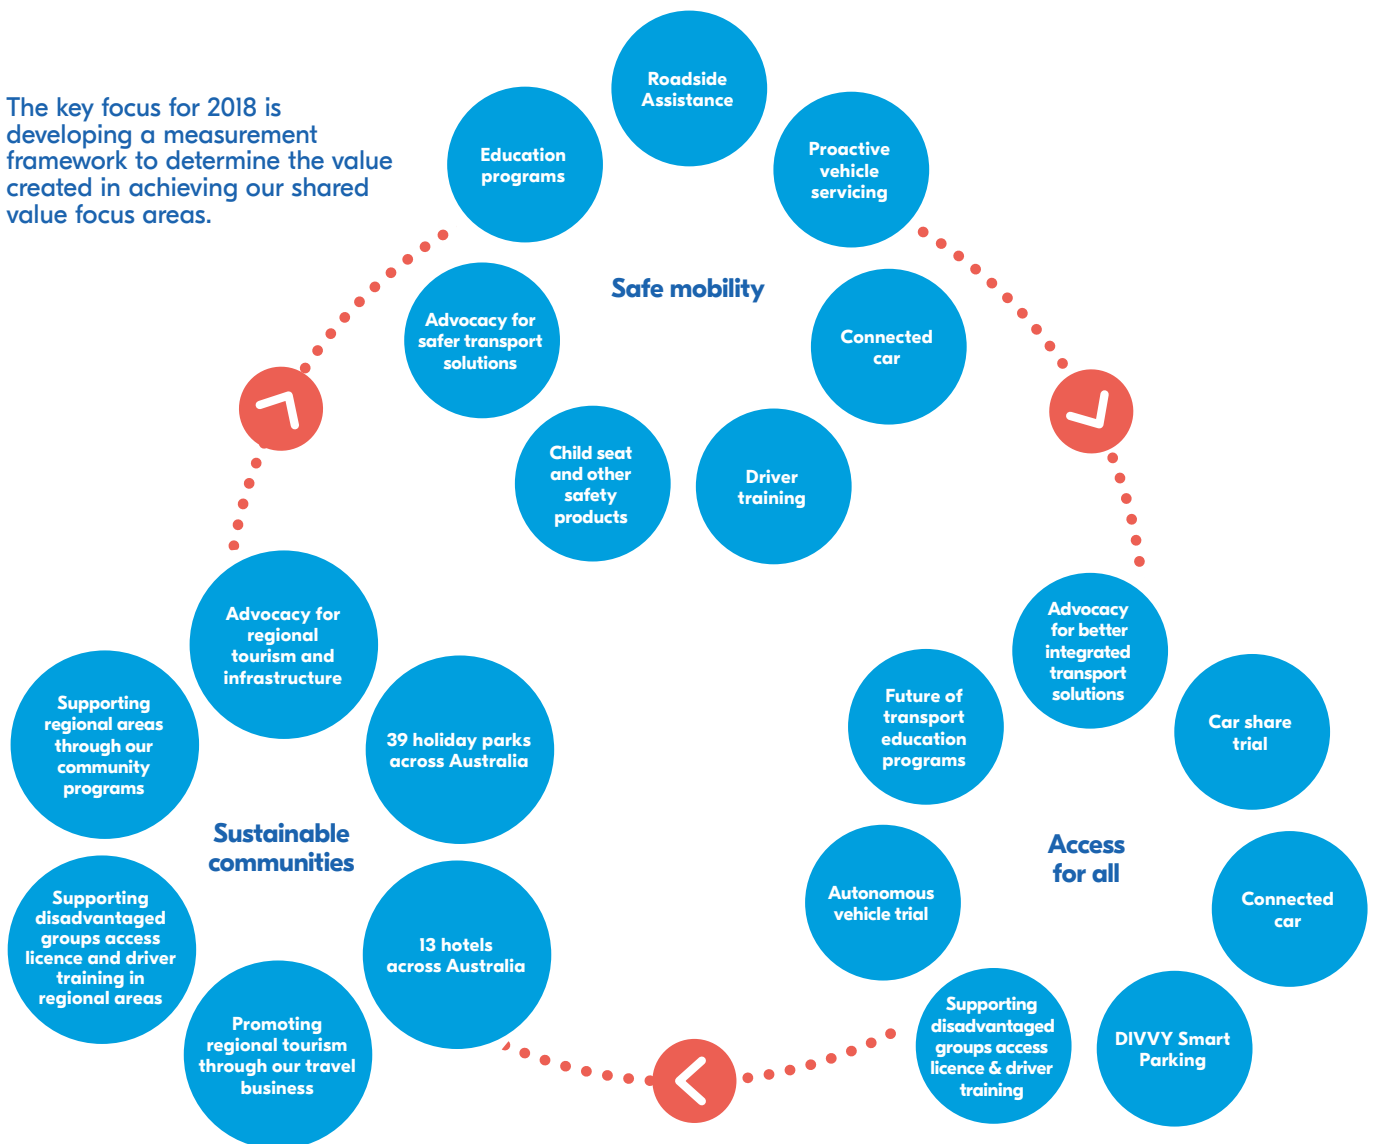 The key focus for 2018 is
developing a measurement
framework to determine the value
created in achieving our shared
value focus areas.
Roadside
Assistance
Education
programs
Proactive
vehicle
servicing
Safe mobility
Advocacy for
safer transport
solutions
Connected
car
Child seat
and other
safety
products
Driver
training
Advocacy for
regional
tourism and
infrastructure
Supporting
regional areas
through our
community
programs
39 holiday parks
across Australia
Sustainable
communities
Supporting
disadvantaged
groups access
licence and driver
training in
regional areas
13 hotels
across Australia
Promoting
regional tourism
through our travel
business
Advocacy
for better
integrated
transport
solutions
Future of
transport
education
programs
Car share
trial
Access
for all
Autonomous
vehicle trial
Connected
car
Supporting
disadvantaged
groups access
licence & driver
training
DIVVY Smart
Parking